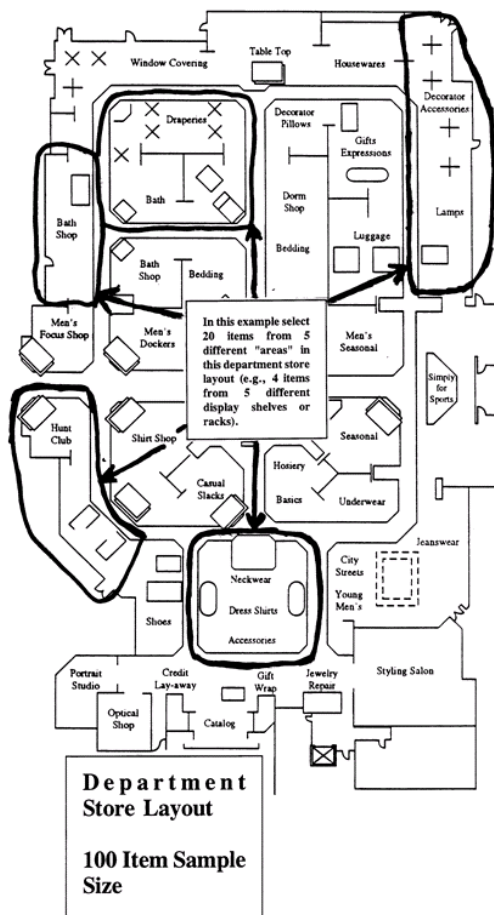 Table Top
Window Covering
Housewares
Draperies
Decorator
Pillows
Decorator
Accessories
Gifts
Expressions
Bath
Dorm
Shop
Lamps
Bath
Shop
Luggage
Bedding
Bath
Shop
Bedding
In this example select
20 items from 5
different "areas" in
this department store
layout (e.g., 4 items
from 5 different
display shelves or
racks).
Men's
Focus Shop
Men's
Dockers
Men's
Seasonal
Simply
for
Sports
Hunt
Club
Shirt Shop
Seasonal
Hosiery
Casual
Slacks
Basics
Underwear
Jeanswear
City
Streets
Neckwear
Young
Men's
Dress Shirts
Shoes
Accessories
Portrait
Studio
Credit
Lay-away
Gift
Wrap
Jewelry
Repair
Styling Salon
Optical
Shop
Catalog
Department
Store Layout
100 Item Sample
Size